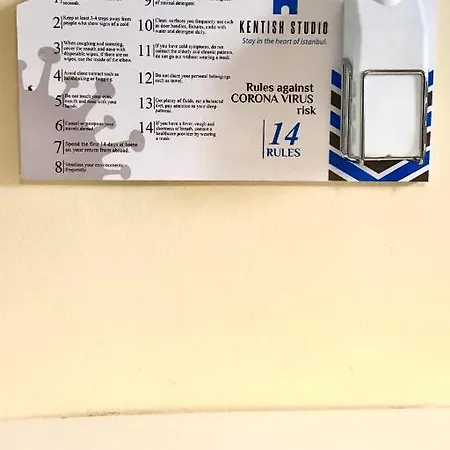 seconds.
2 Keep at least 3-4 steps away from
people who show signs of a cold.
3 When coughing and sneezing,
cover the mouth and nose with
disposable wipes, if there are no
wipes, use the inside of the elbow.
4 Avoid close contact such as
handshaking or hugging.
5 Do not touch your eyes,
mouth and nose with your
hands.
6 Cancel or postpone your
travels abroad.
7 Spend the first 14 days at home
on your return from abroad.
8 Ventilate your environment
frequently.
of normal detergent.
10 Clean surfaces you frequently use such
as door handles, fixtures, sinks with
water and detergent daily.
11 If you have cold symptoms, do not
contact the elderly and chronic patients,
do not go out without wearing a mask.
12 Do not share your personal belongings
such as towel.
13 Get plenty of fluids, eat a balanced
diet, pay attention to your sleep
patterns.
14 If you have a fever, cough and
shortness of breath, consult a
healthcare provider by wearing
a mask.
KENTISH STUDIO
Stay in the heart of Istanbul.
Rules against
CORONA VIRUS
risk
14
RULES